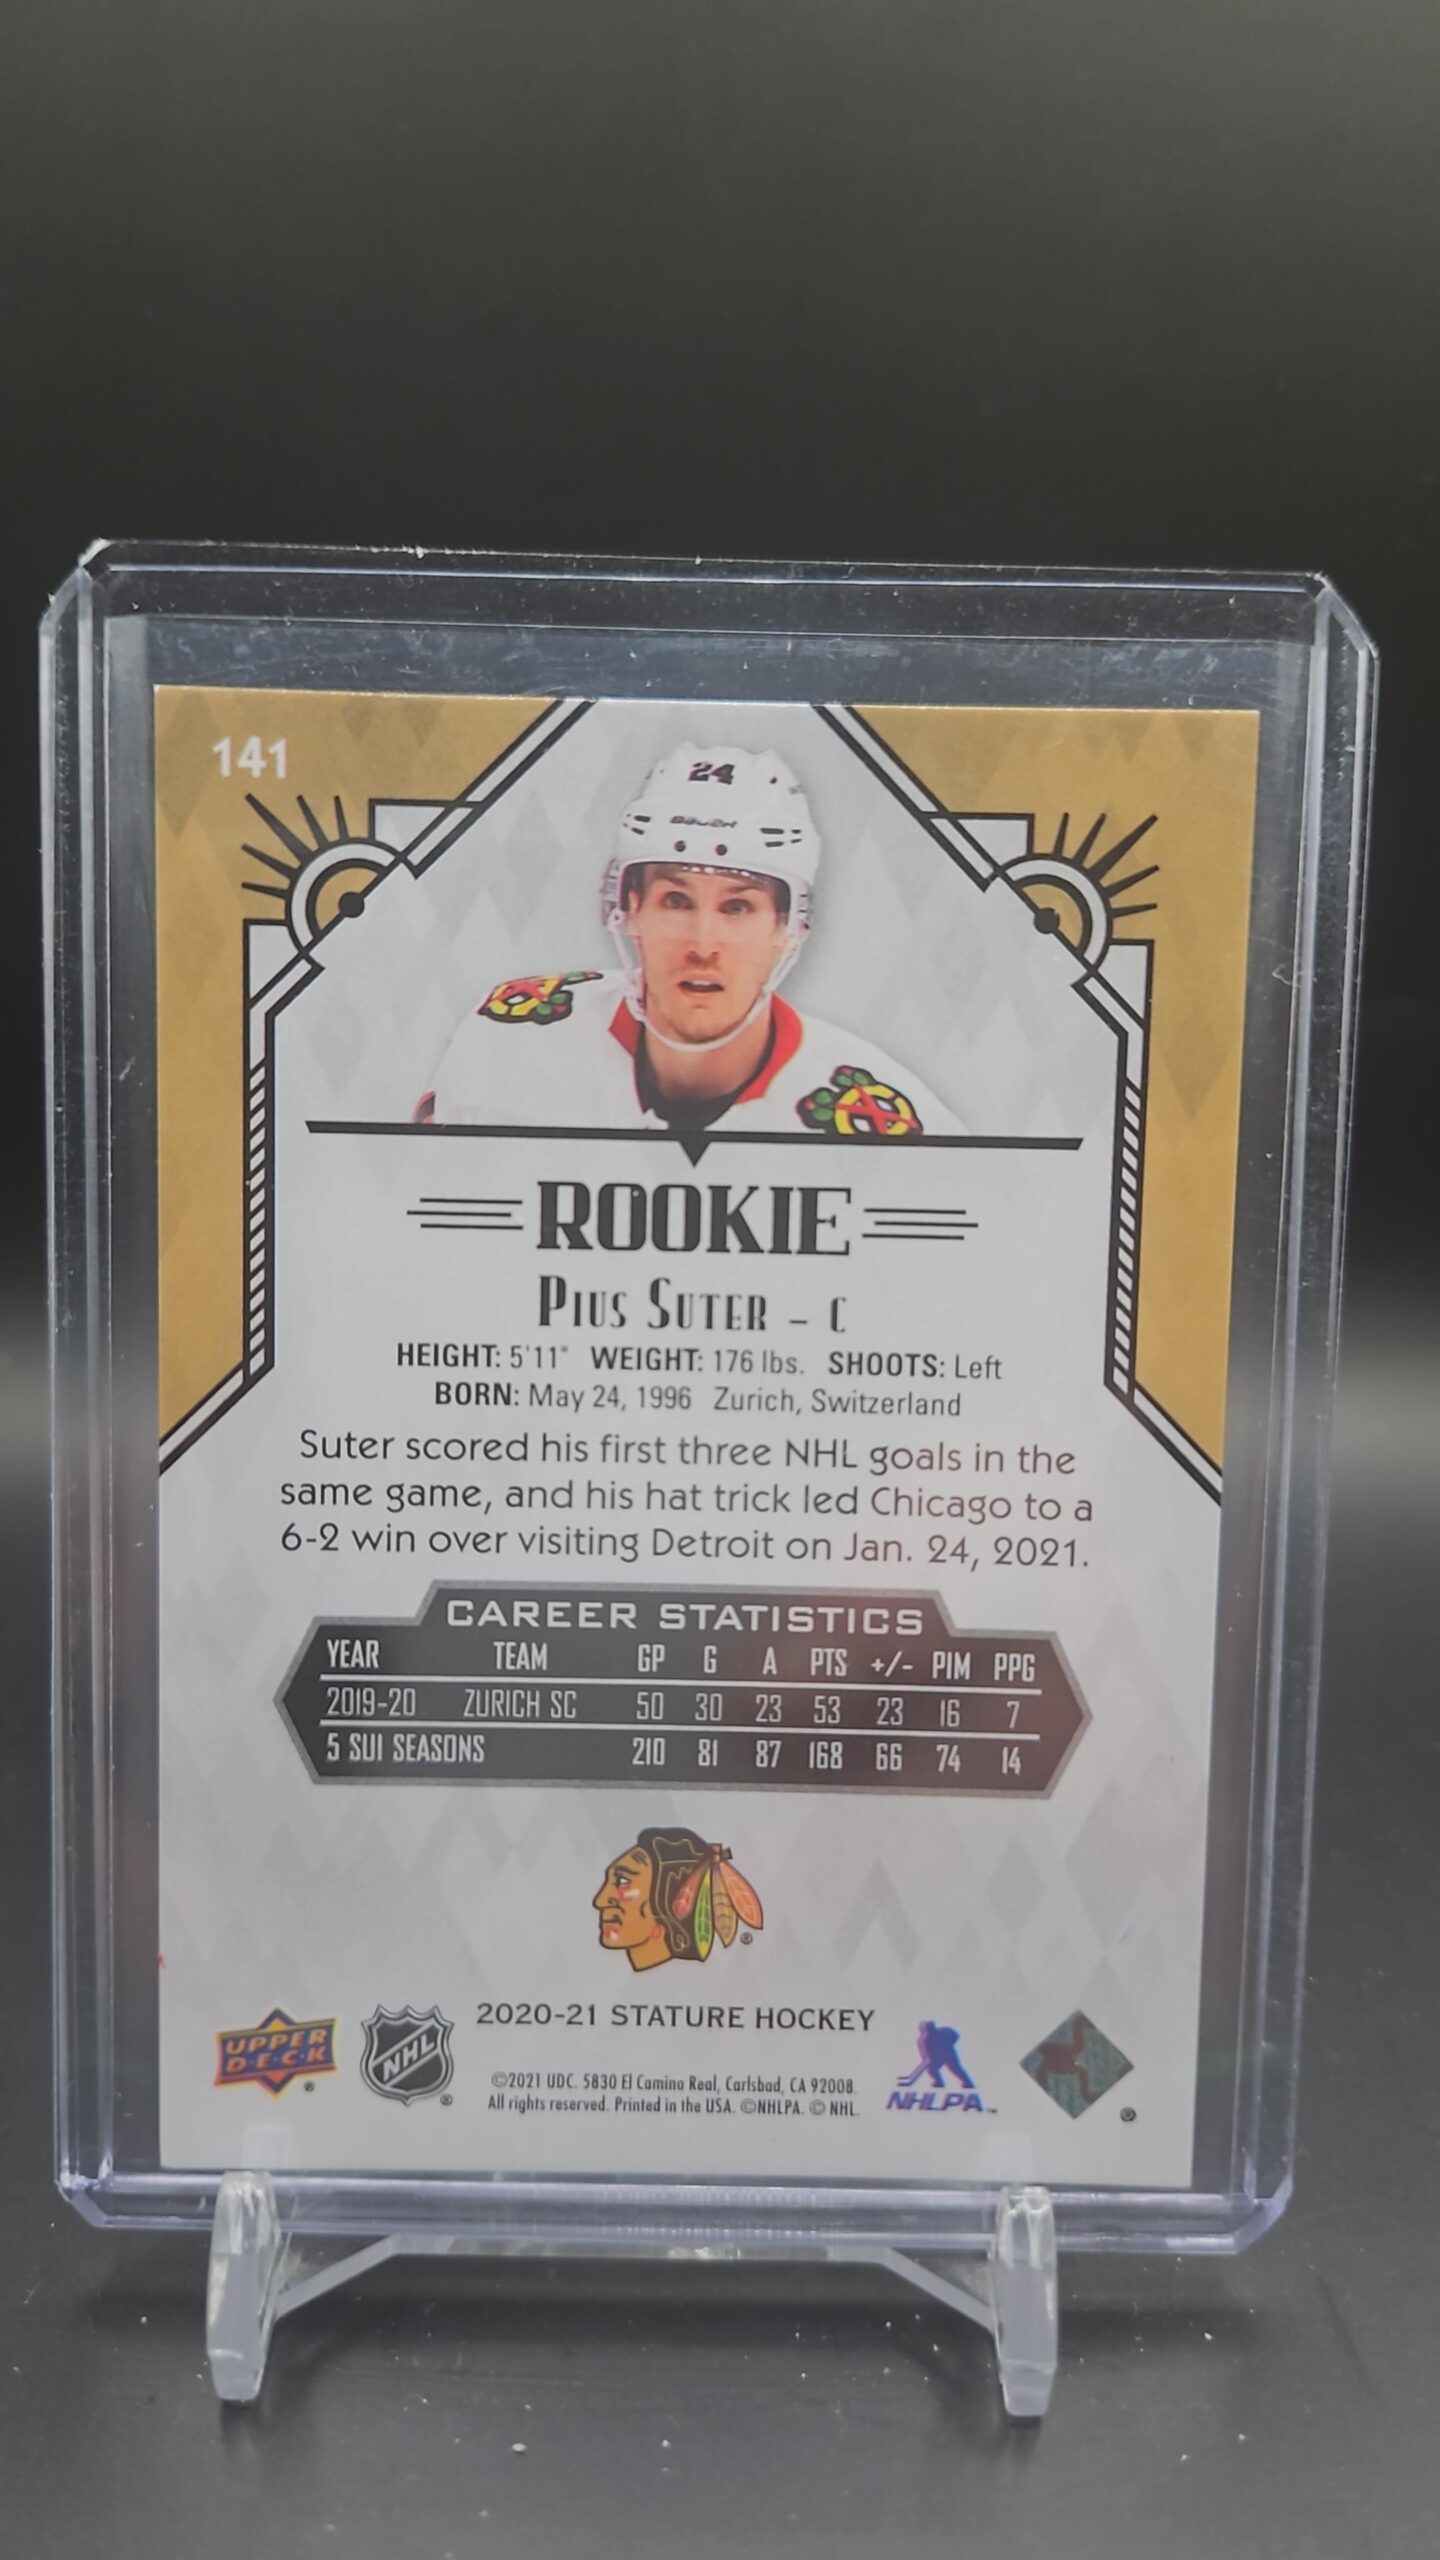 141
24
BAUER
ROOKIE
PIUS SUTER - C
HEIGHT: 5'11" WEIGHT: 176 lbs. SHOOTS: Left
BORN: May 24, 1996 Zurich, Switzerland
Suter scored his first three NHL goals in the
same game, and his hat trick led Chicago to a
6-2 win over visiting Detroit on Jan. 24, 2021.
CAREER STATISTICS
YEAR TEAM GP G A PTS +/- PIM PPG
2019-20 ZURICH SC 50 30 23 53 23 16 7
5 SUI SEASONS 210 81 87 168 66 74 14
®
2020-21 STATURE HOCKEY
UPPER
D·E·C·K ®
NHL ®
©2021 UDC. 5830 El Camino Real, Carlsbad, CA 92008.
All rights reserved. Printed in the USA. ©NHLPA. © NHL.
NHLPA™
®